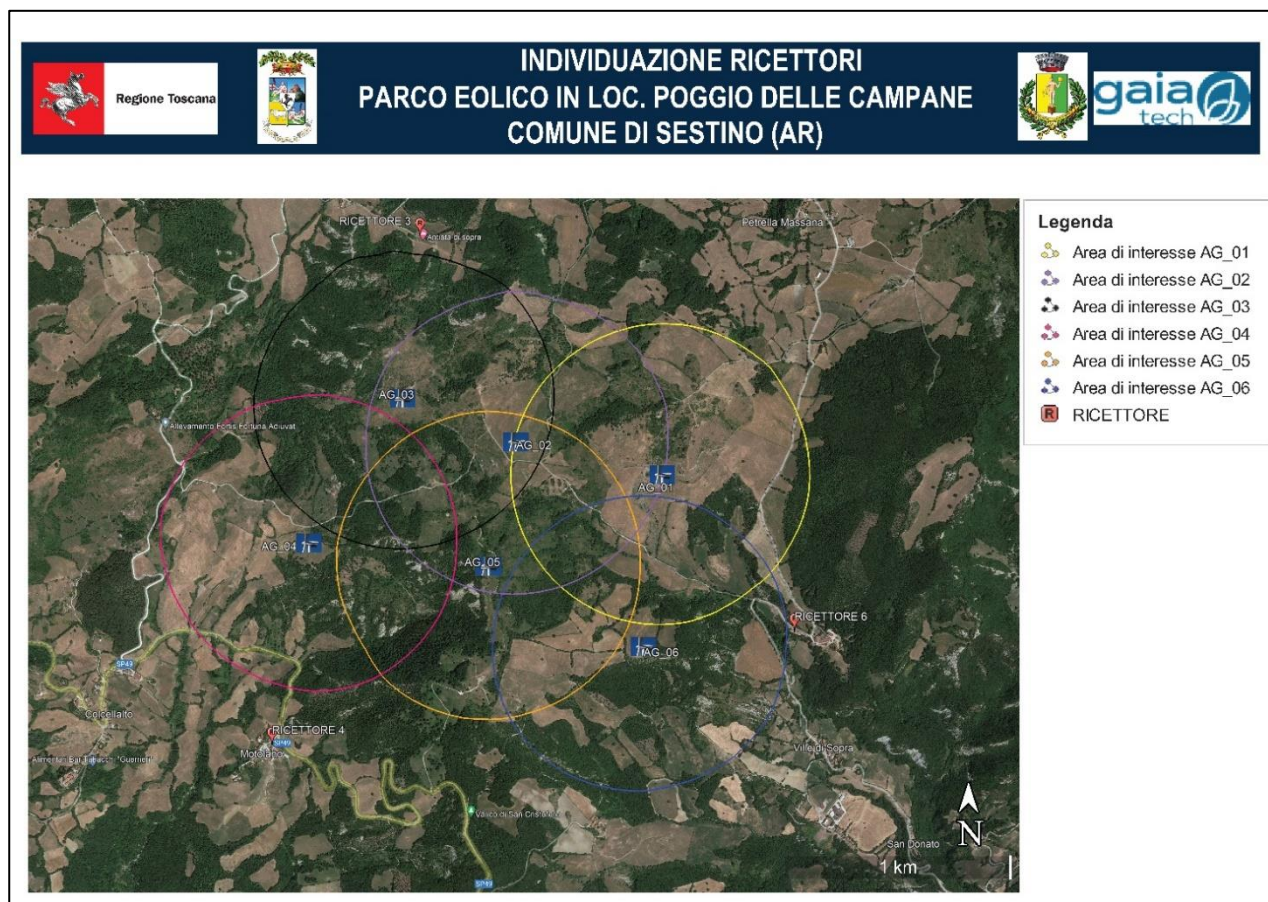 INDIVIDUAZIONE RICETTORI
PARCO EOLICO IN LOC. POGGIO DELLE CAMPANE
COMUNE DI SESTINO (AR)
Regione Toscana
gaia
tech
RICETTORE 3
Petrella Massana
AG_03
AG_02
AG_01
AG_04
AG_05
RICETTORE 6
AG_06
SP49
Colcellalto
RICETTORE 4
SP49
Ville di Sopra
San Donato
SP49
1 km
N
Legenda
Area di interesse AG_01
Area di interesse AG_02
Area di interesse AG_03
Area di interesse AG_04
Area di interesse AG_05
Area di interesse AG_06
R RICETTORE